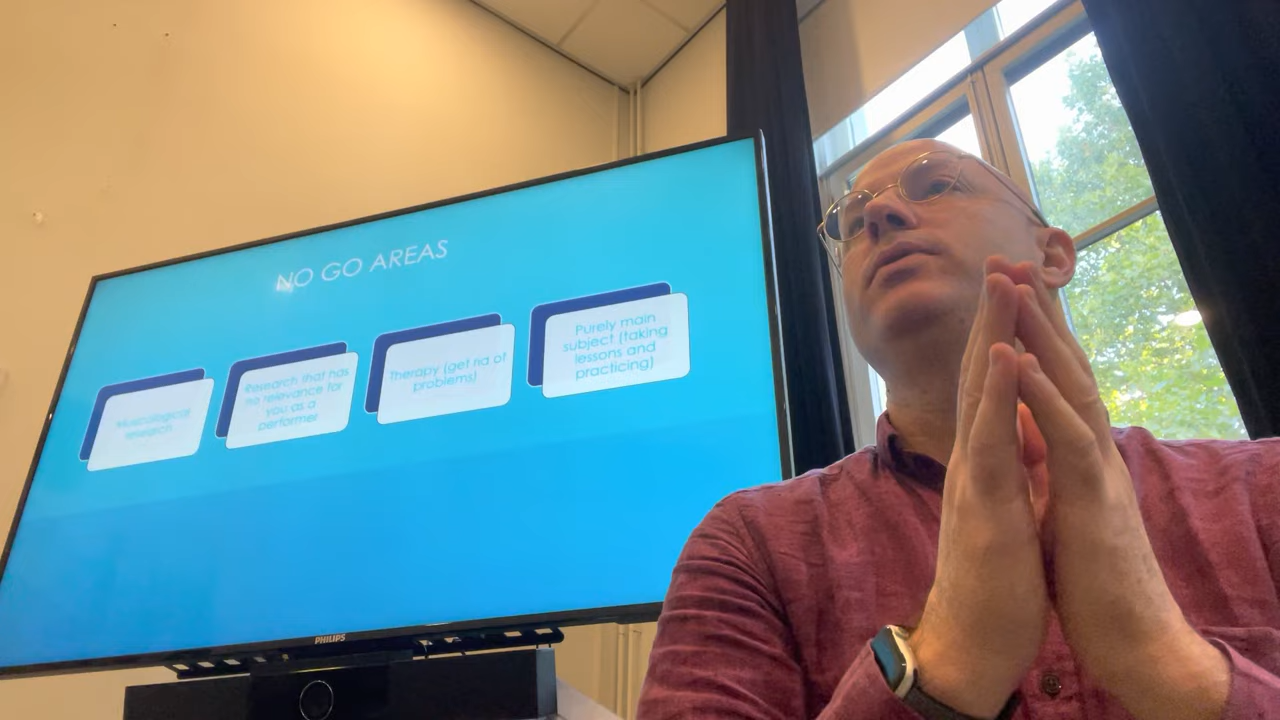 NO GO AREAS
Musicological
research
Research that has
no relevance for
you as a
performer
Therapy (get rid of
problems)
Purely main
subject (taking
lessons and
practicing)
PHILIPS